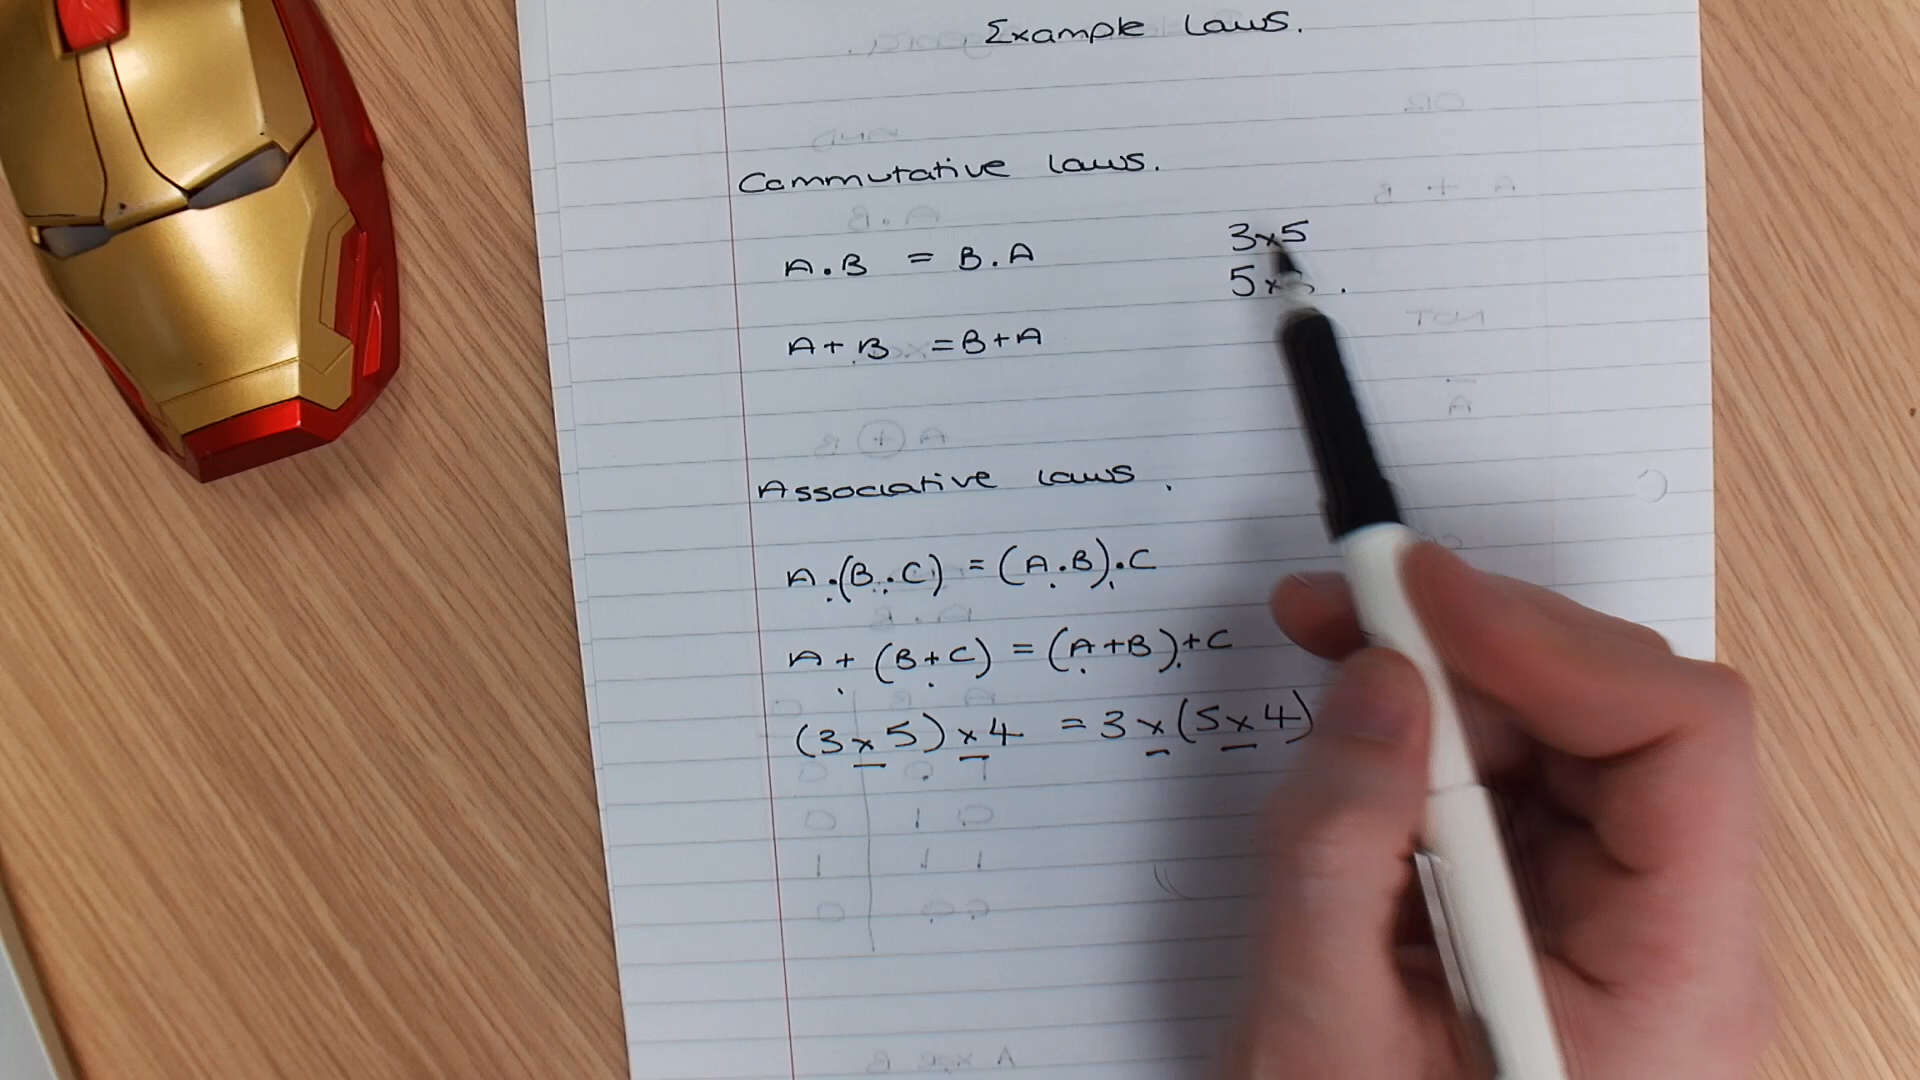 Example Laws.
Commutative laws.
A.B = B.A
3x5
5x
A+B =B+A
Associative laws.
A.(B.C) = (A.B).C
A + (B+C) = (A+B)+C
(3x5)x4 = 3x(5x4)